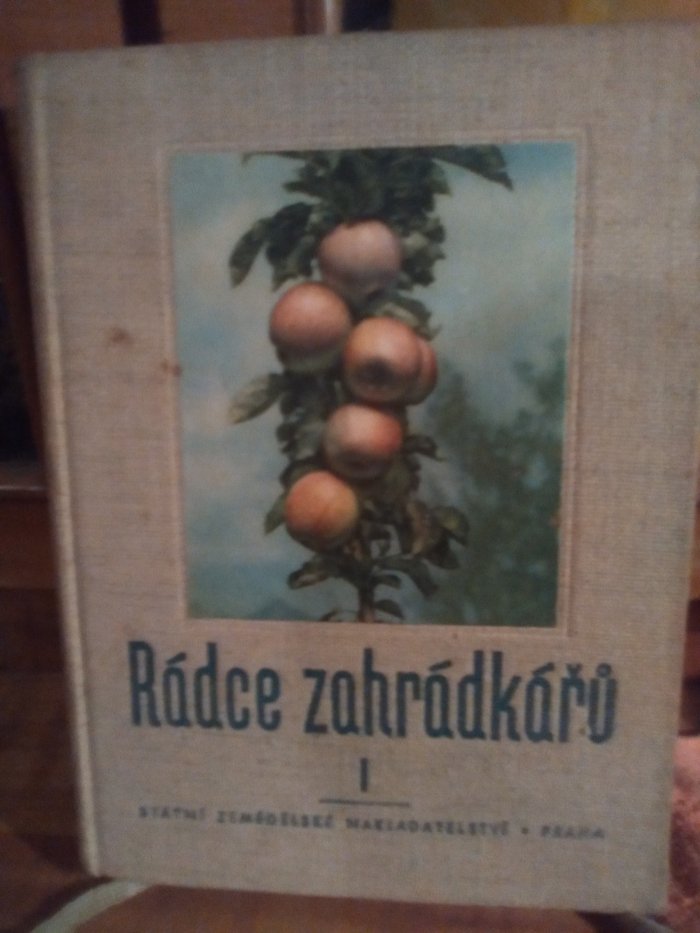 Rádce zahrádkářů
I
STÁTNÍ ZEMĚDĚLSKÉ NAKLADATELSTVÍ • PRAHA